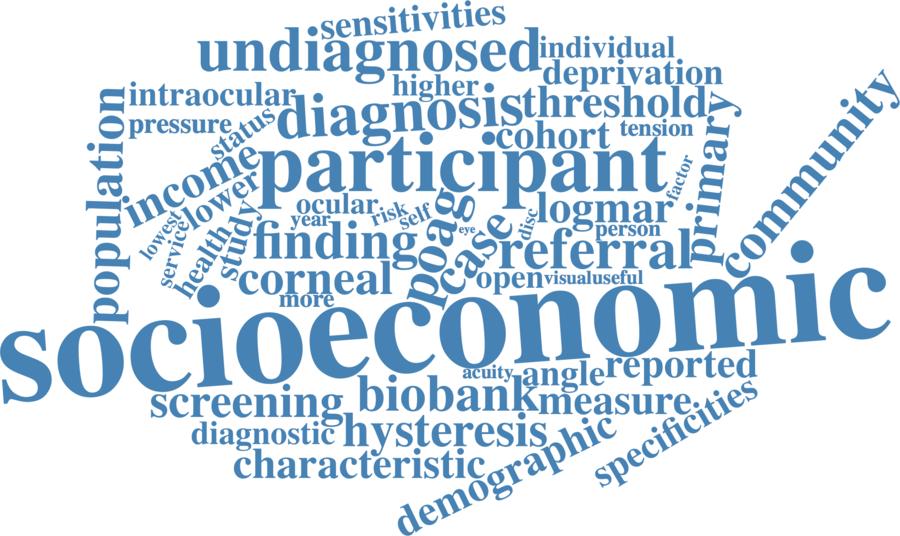 sensitivities
undiagnosed
individual
higher
deprivation
intraocular
diagnosis
threshold
pressure
status
cohort
tension
community
population
income
participant
primary
factor
lower
ocular
logmar
lowest
year
risk
self
disc
person
service
health
study
finding
eye
poag
case
referral
corneal
open
visual
useful
more
socioeconomic
acuity
angle
reported
screening
biobank
measure
specificities
diagnostic
hysteresis
characteristic
demographic